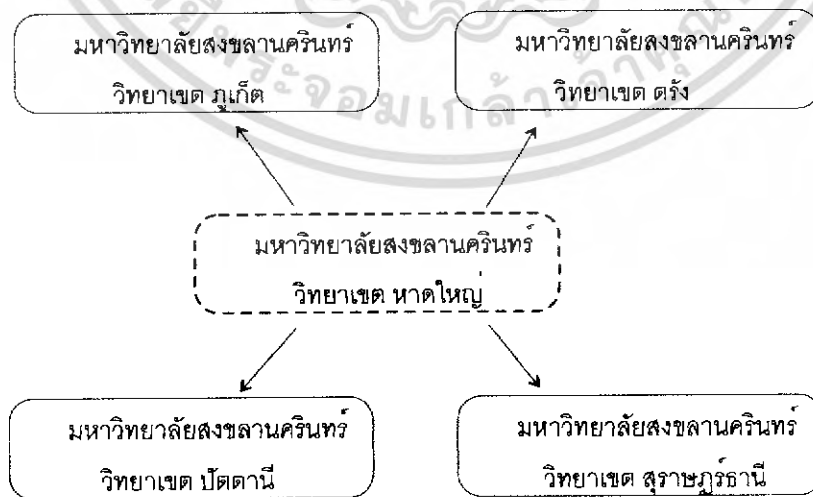 มหาวิทยาลัยสงขลานครินทร์
วิทยาเขต ภูเก็ต
มหาวิทยาลัยสงขลานครินทร์
วิทยาเขต ตรัง
มหาวิทยาลัยสงขลานครินทร์
วิทยาเขต หาดใหญ่
มหาวิทยาลัยสงขลานครินทร์
วิทยาเขต ปัตตานี
มหาวิทยาลัยสงขลานครินทร์
วิทยาเขต สุราษฎร์ธานี